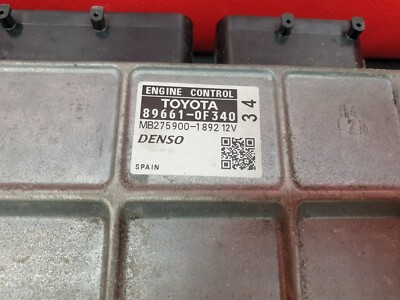 ENGINE CONTROL
TOYOTA
89661-0F340
MB275900-1892 12V
DENSO
SPAIN
34